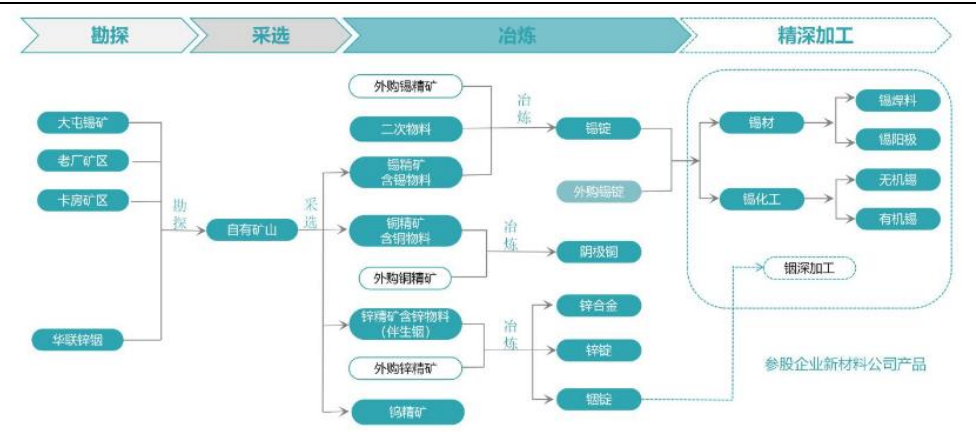 勘探
采选
冶炼
精深加工
大屯锡矿
老厂矿区
卡房矿区
华联锌铟
勘
探
自有矿山
采
选
外购锡精矿
二次物料
锡精矿
含锡物料
铜精矿
含铜物料
外购铜精矿
锌精矿含锌物料
（伴生铟）
外购锌精矿
钨精矿
冶
炼
锡锭
外购锡锭
冶
炼
阴极铜
冶
炼
锌合金
锌锭
铟锭
锡材
锡化工
锡焊料
锡阳极
无机锡
有机锡
铟深加工
参股企业新材料公司产品